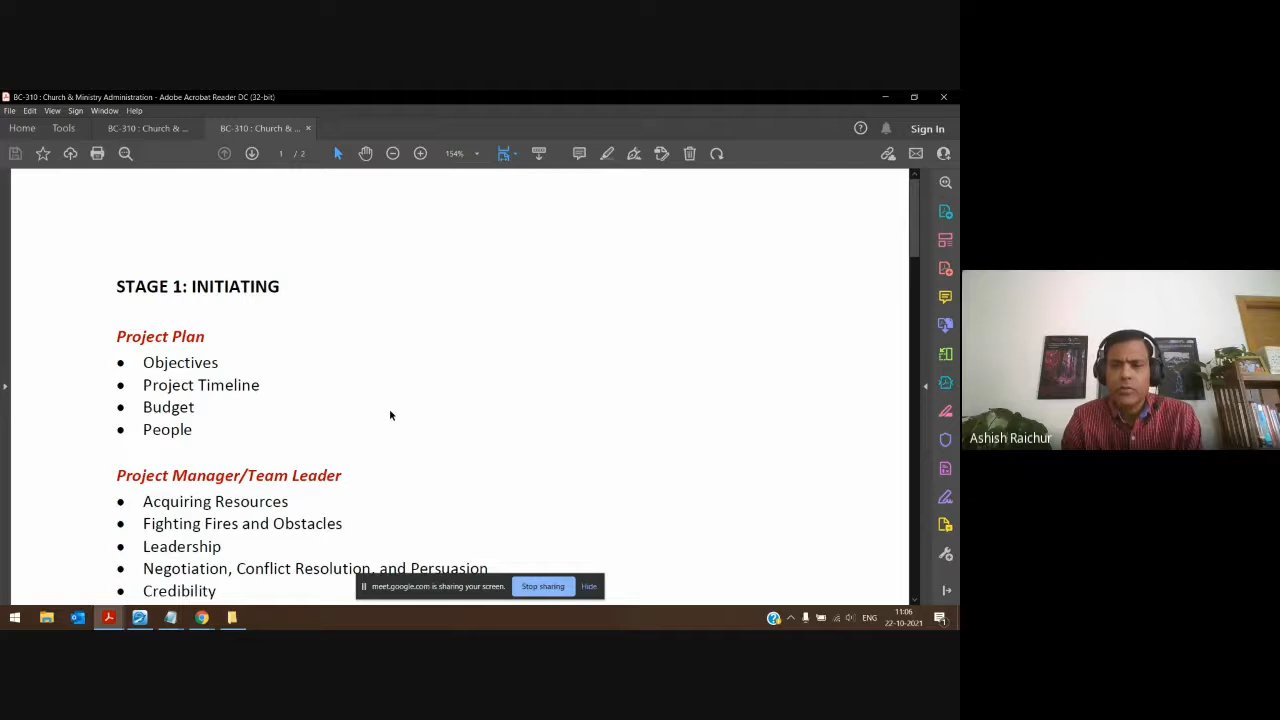 BC-310 : Church & Ministry Administration - Adobe Acrobat Reader DC (32-bit)
File Edit View Sign Window Help
Home Tools BC-310 : Church & ... BC-310 : Church & ... × Sign In
1 / 2 154%
STAGE 1: INITIATING
Project Plan
• Objectives
• Project Timeline
• Budget
• People
Project Manager/Team Leader
• Acquiring Resources
• Fighting Fires and Obstacles
• Leadership
• Negotiation, Conflict Resolution, and Persuasion
• Credibility
meet.google.com is sharing your screen. Stop sharing Hide
ENG 11:06
22-10-2021
Ashish Raichur